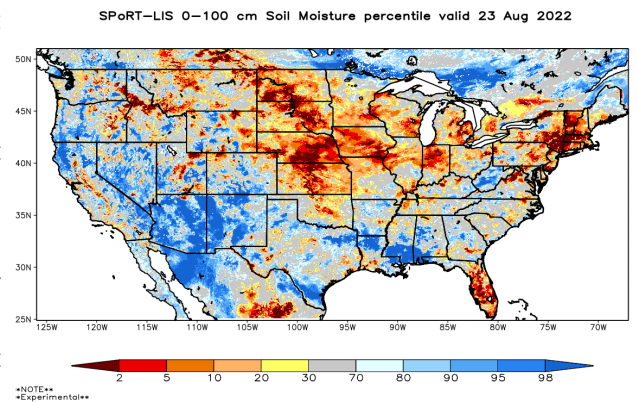 SPoRT-LIS 0-100 cm Soil Moisture percentile valid 23 Aug 2022
50N
45N
40N
35N
30N
25N
125W 120W 115W 110W 105W 100W 95W 90W 85W 80W 75W 70W
2 5 10 20 30 70 80 90 95 98
*NOTE**
*Experimental**